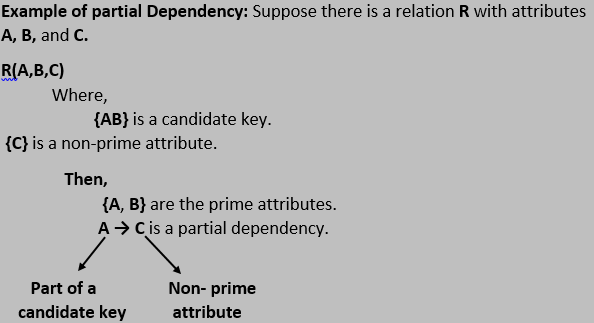 Example of partial Dependency: Suppose there is a relation R with attributes
A, B, and C.
R(A,B,C)
Where,
{AB} is a candidate key.
{C} is a non-prime attribute.
Then,
{A, B} are the prime attributes.
A → C is a partial dependency.
Part of a
candidate key
Non- prime
attribute